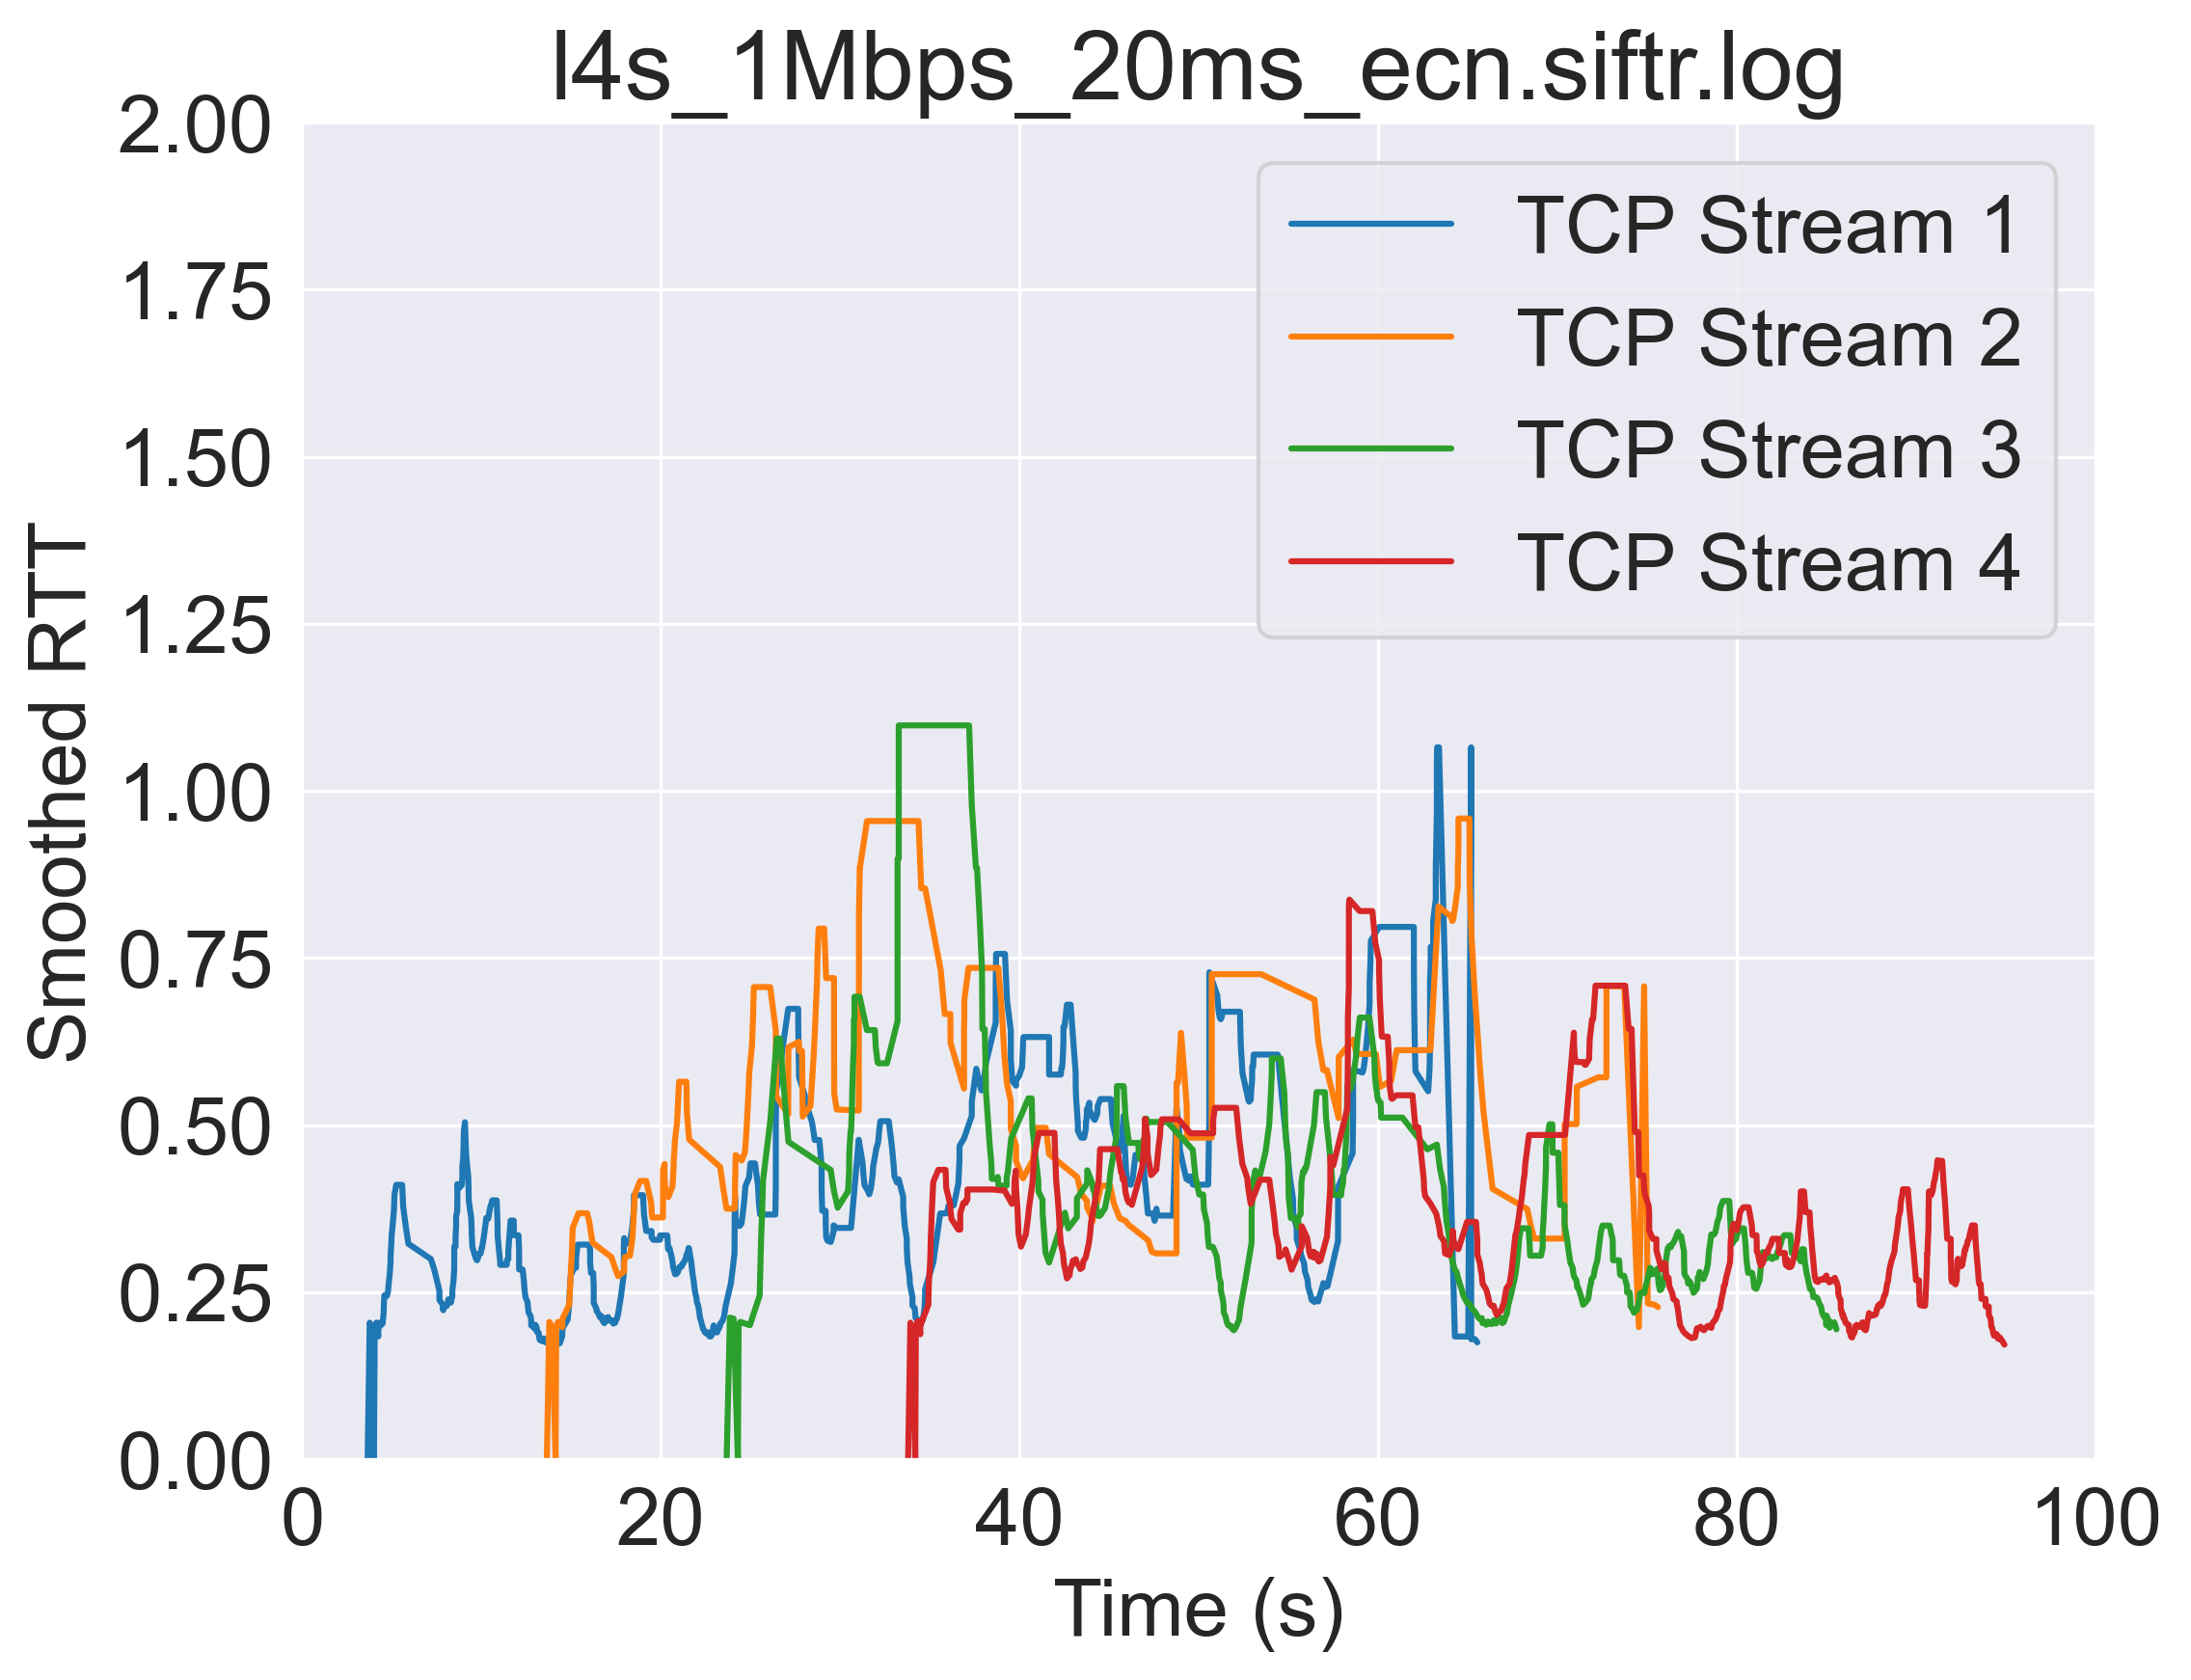 l4s_1Mbps_20ms_ecn.siftr.log
2.00
1.75
1.50
1.25
1.00
0.75
0.50
0.25
0.00
Smoothed RTT
TCP Stream 1
TCP Stream 2
TCP Stream 3
TCP Stream 4
0 20 40 60 80 100
Time (s)